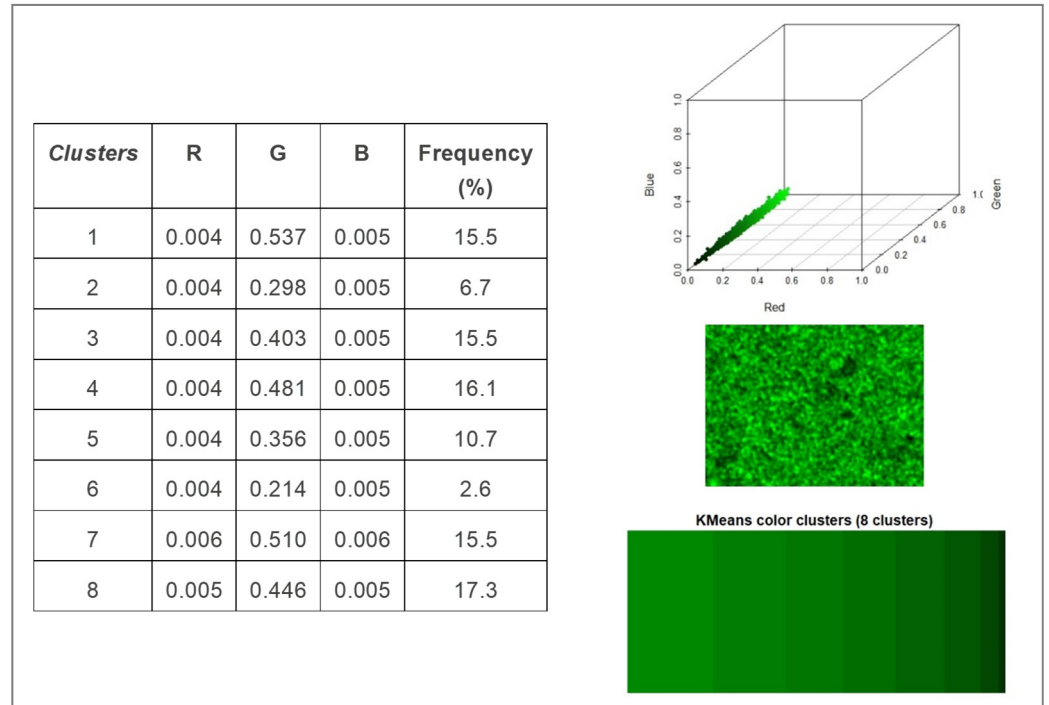 Clusters R G B Frequency (%)
1 0.004 0.537 0.005 15.5
2 0.004 0.298 0.005 6.7
3 0.004 0.403 0.005 15.5
4 0.004 0.481 0.005 16.1
5 0.004 0.356 0.005 10.7
6 0.004 0.214 0.005 2.6
7 0.006 0.510 0.006 15.5
8 0.005 0.446 0.005 17.3
Blue
1.0
0.8
0.6
0.4
0.2
0.0
0.0 0.2 0.4 0.6 0.8 1.0
Red
0.0
0.2
0.4
0.6
0.8
Green
KMeans color clusters (8 clusters)